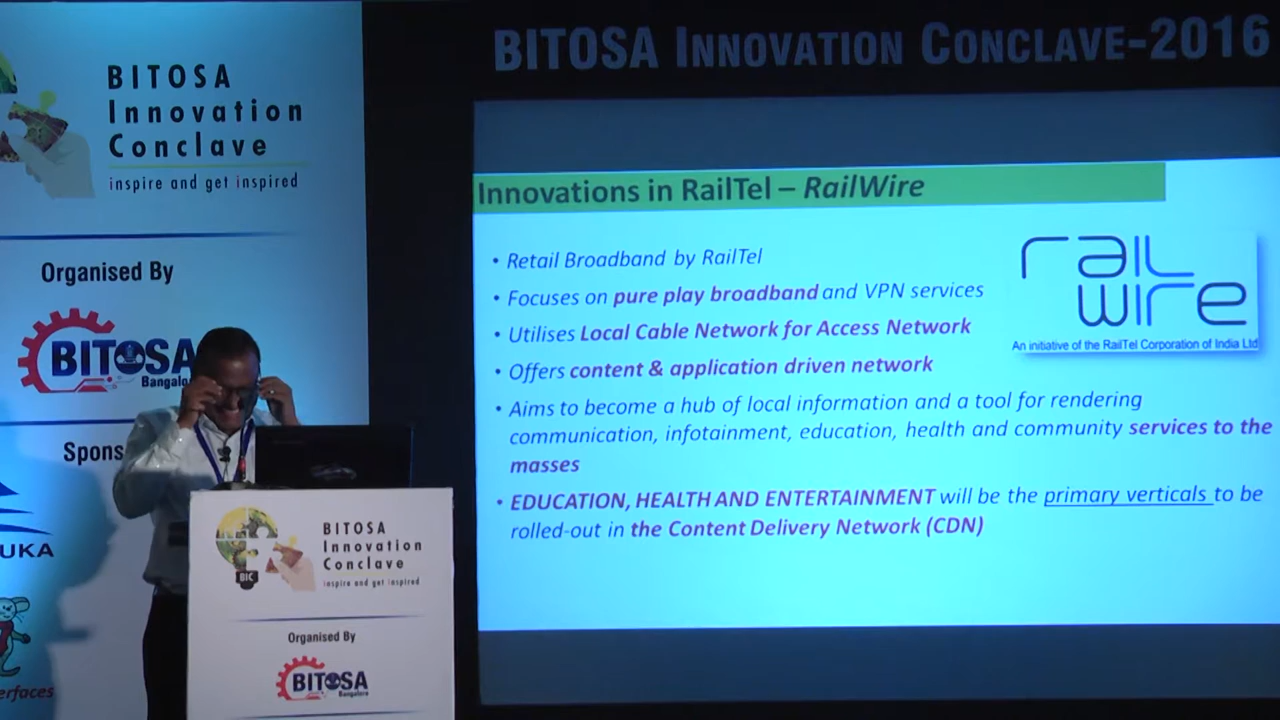 BITOSA INNOVATION CONCLAVE-2016
BITOSA
Innovation
Conclave
inspire and get inspired
Organised By
BITOSA
Bangalo
Spons
UKA
erfaces
Innovations in RailTel – RailWire
• Retail Broadband by RailTel
• Focuses on pure play broadband and VPN services
• Utilises Local Cable Network for Access Network
• Offers content & application driven network
• Aims to become a hub of local information and a tool for rendering
communication, infotainment, education, health and community services to the
masses
• EDUCATION, HEALTH AND ENTERTAINMENT will be the primary verticals to be
rolled-out in the Content Delivery Network (CDN)
rail
wire
An initiative of the RailTel Corporation of India Ltd
BITOSA
Innovation
Conclave
inspire and get inspired
BIC
Organised By
BITOSA
Bangalore